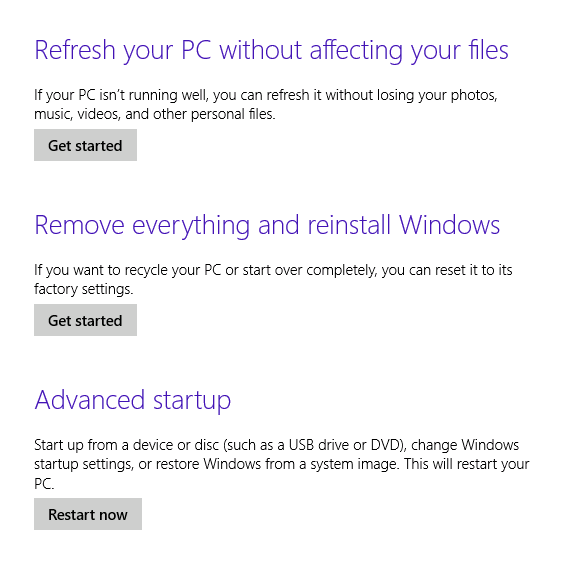 Refresh your PC without affecting your files
If your PC isn’t running well, you can refresh it without losing your photos,
music, videos, and other personal files.
Get started
Remove everything and reinstall Windows
If you want to recycle your PC or start over completely, you can reset it to its
factory settings.
Get started
Advanced startup
Start up from a device or disc (such as a USB drive or DVD), change Windows
startup settings, or restore Windows from a system image. This will restart your
PC.
Restart now